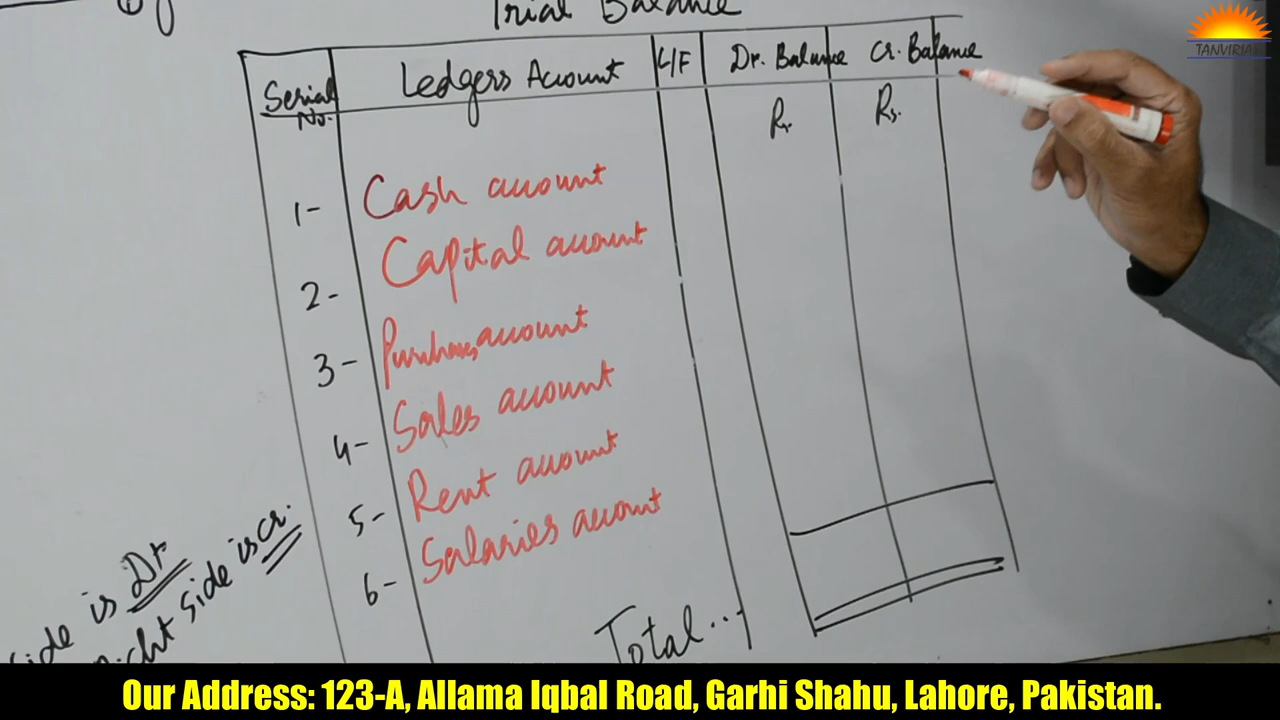 of
Trial Balance
Serial No. Ledgers Account L/F Dr. Balance Cr. Balance
Rs. Rs.
1- Cash account
2- Capital account
3- Purchases account
4- Sales account
5- Rent account
6- Salaries account
Total...
side is Dr
Right side is Cr.
TANVIRIAN
Our Address: 123-A, Allama Iqbal Road, Garhi Shahu, Lahore, Pakistan.